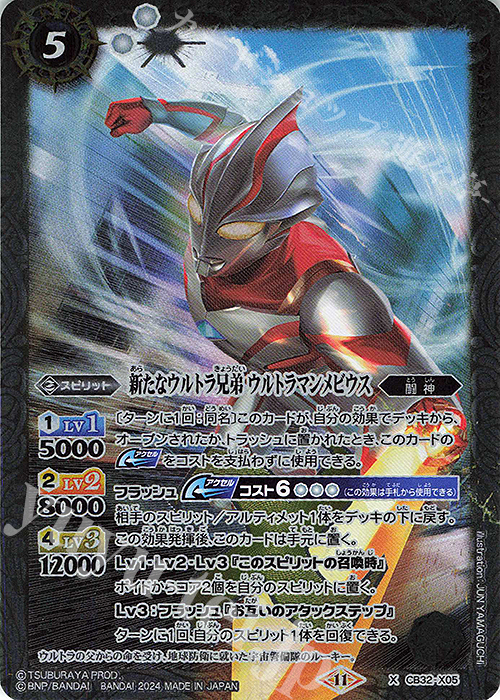 5
新たなウルトラ兄弟 ウルトラマンメビウス
スピリット
闘神
1 LV1 5000
[ターンに1回:同名]このカードが、自分の効果でデッキから、
オープンされたか、トラッシュに置かれたとき、このカードの
アクセルをコストを支払わずに使用できる。
2 LV2 8000
フラッシュ アクセル コスト6 (この効果は手札から使用できる)
相手のスピリット/アルティメット1体をデッキの下に戻す。
この効果発揮後、このカードは手元に置く。
4 LV3 12000
Lv1・Lv2・Lv3『このスピリットの召喚時』
ボイドからコア2個を自分のスピリットに置く。
Lv3:フラッシュ『お互いのアタックステップ』
ターンに1回、自分のスピリット1体を回復できる。
ウルトラの父からの命を受け、地球防衛に就いた宇宙警備隊のルーキー。
©TSUBURAYA PROD.
©BNP/BANDAI BANDAI 2024 MADE IN JAPAN
11
X CB32-X05
illustration: JUN YAMAGUCHI